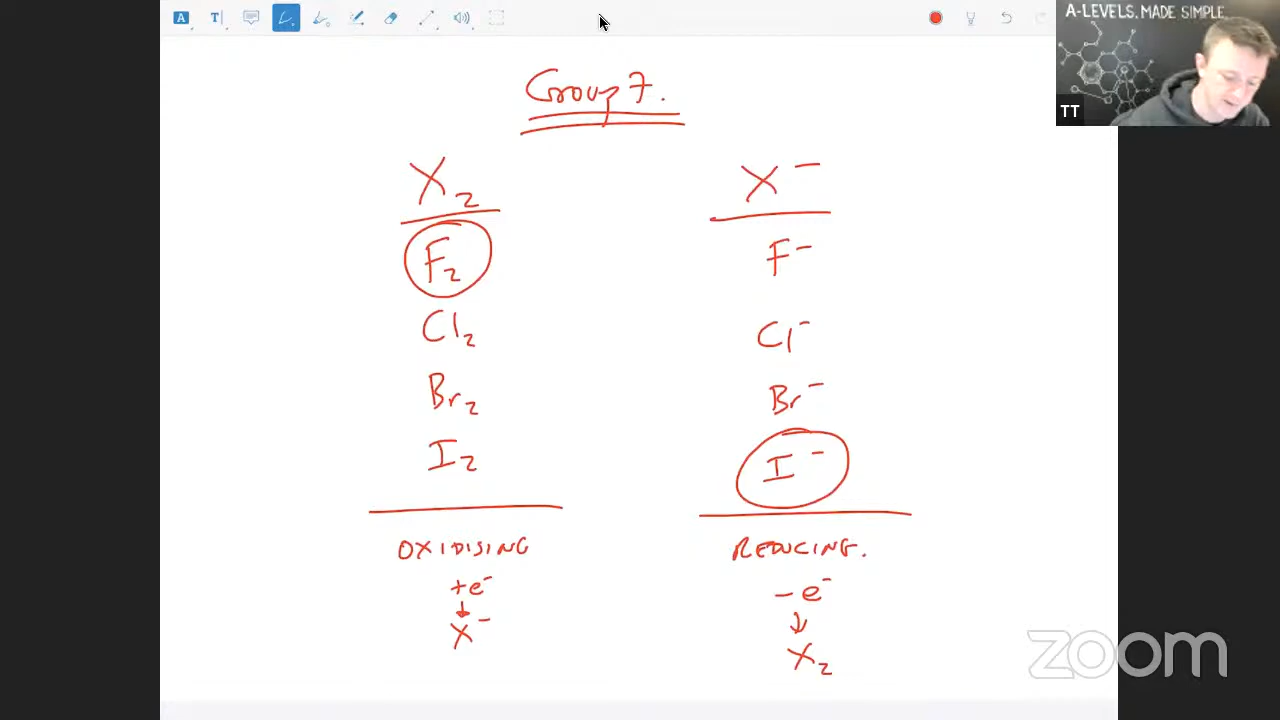 A-LEVELS. MADE SIMPLE.
TT
Group 7.
X₂ X⁻
F₂ F⁻
Cl₂ Cl⁻
Br₂ Br⁻
I₂ I⁻
OXIDISING REDUCING.
+e⁻ -e⁻
↓ ↓
X⁻ X₂
zoom